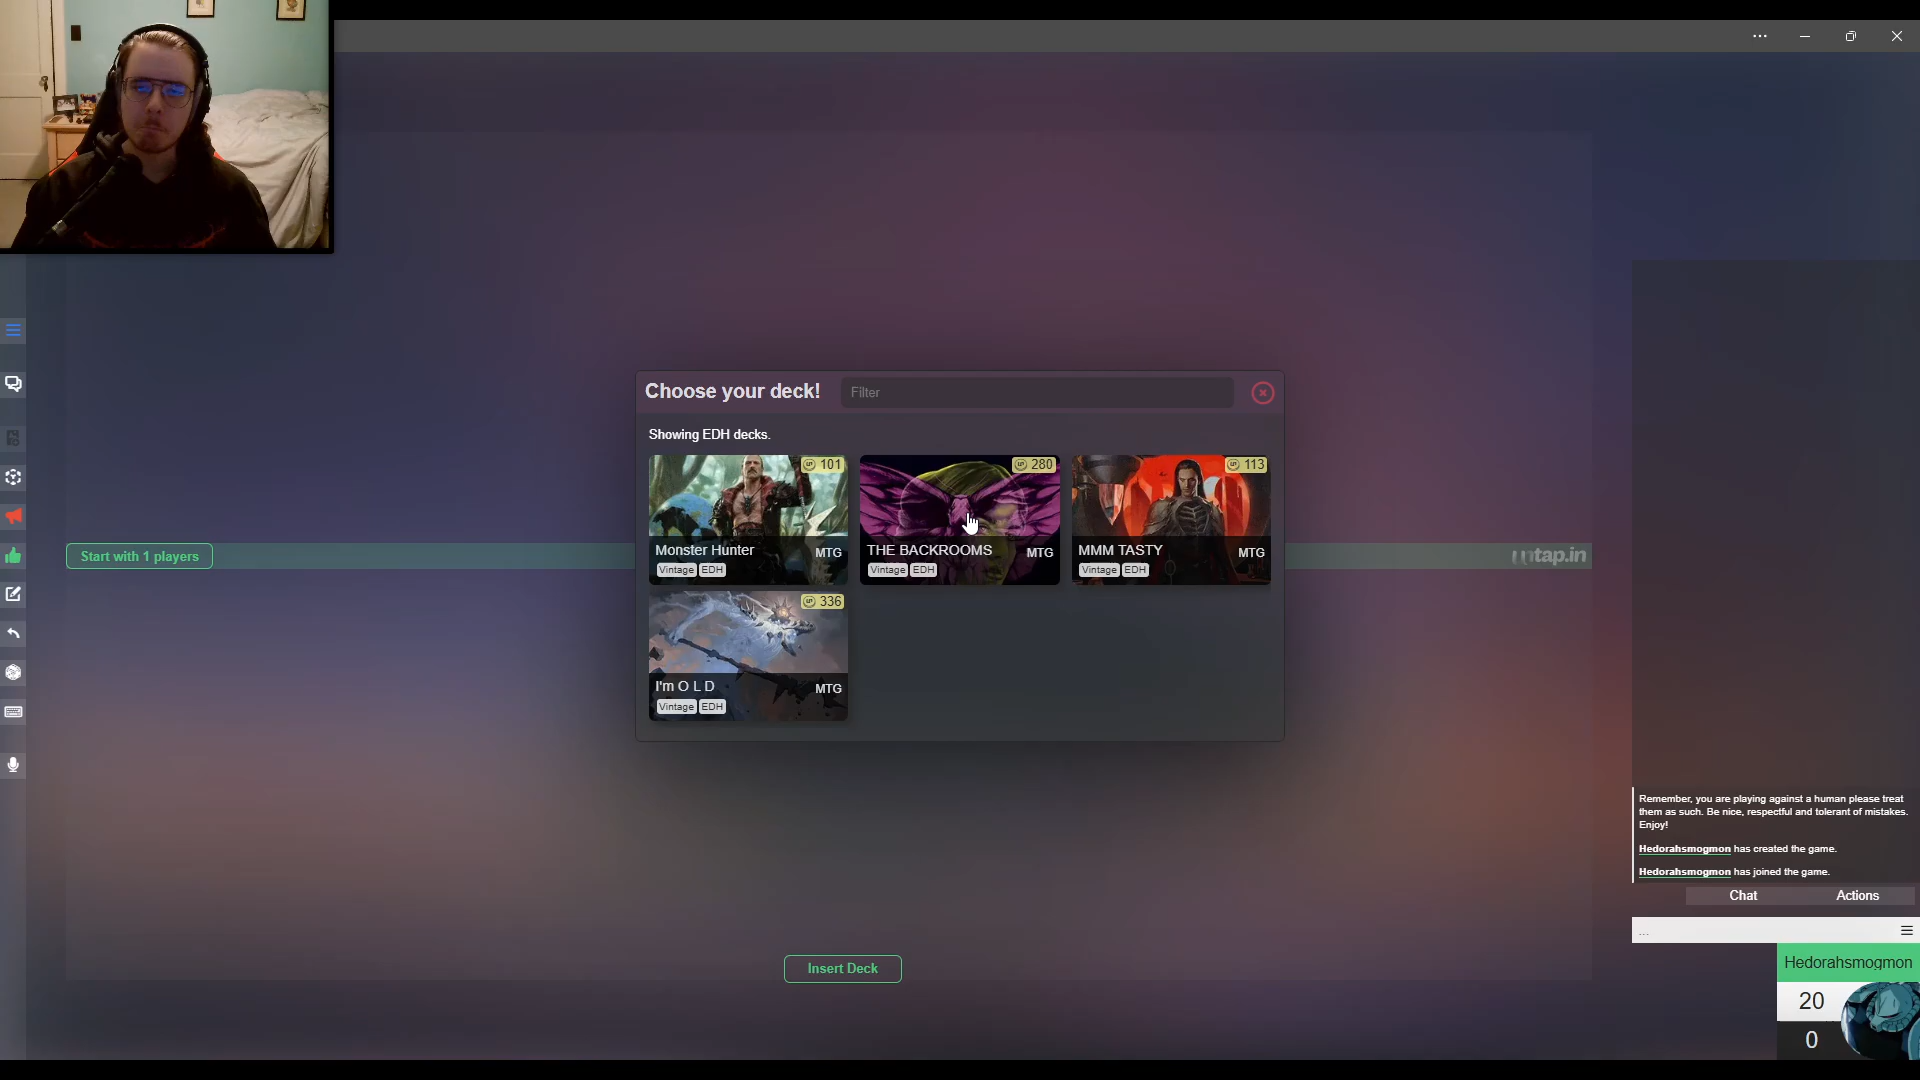 Choose your deck!
Filter
Showing EDH decks.
101
Monster Hunter
MTG
Vintage EDH
280
THE BACKROOMS
MTG
Vintage EDH
113
MMM TASTY
MTG
Vintage EDH
336
I'm O L D
MTG
Vintage EDH
Start with 1 players
untap.in
Insert Deck
Remember, you are playing against a human please treat
them as such. Be nice, respectful and tolerant of mistakes.
Enjoy!
Hedorahsmogmon has created the game.
Hedorahsmogmon has joined the game.
Chat
Actions
...
Hedorahsmogmon
20
0